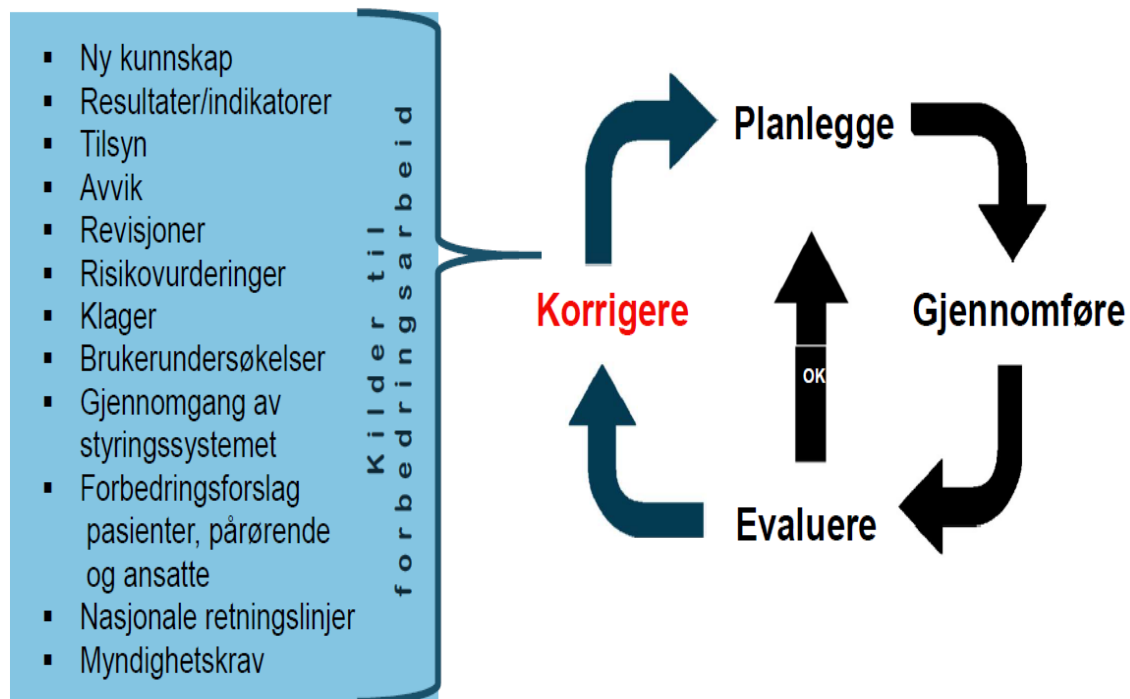 ▪ Ny kunnskap
▪ Resultater/indikatorer
▪ Tilsyn
▪ Avvik
▪ Revisjoner
▪ Risikovurderinger
▪ Klager
▪ Brukerundersøkelser
▪ Gjennomgang av
styringssystemet
▪ Forbedringsforslag
pasienter, pårørende
og ansatte
▪ Nasjonale retningslinjer
▪ Myndighetskrav
Kilder til
forbedringsarbeid
Planlegge
Korrigere
Gjennomføre
OK
Evaluere